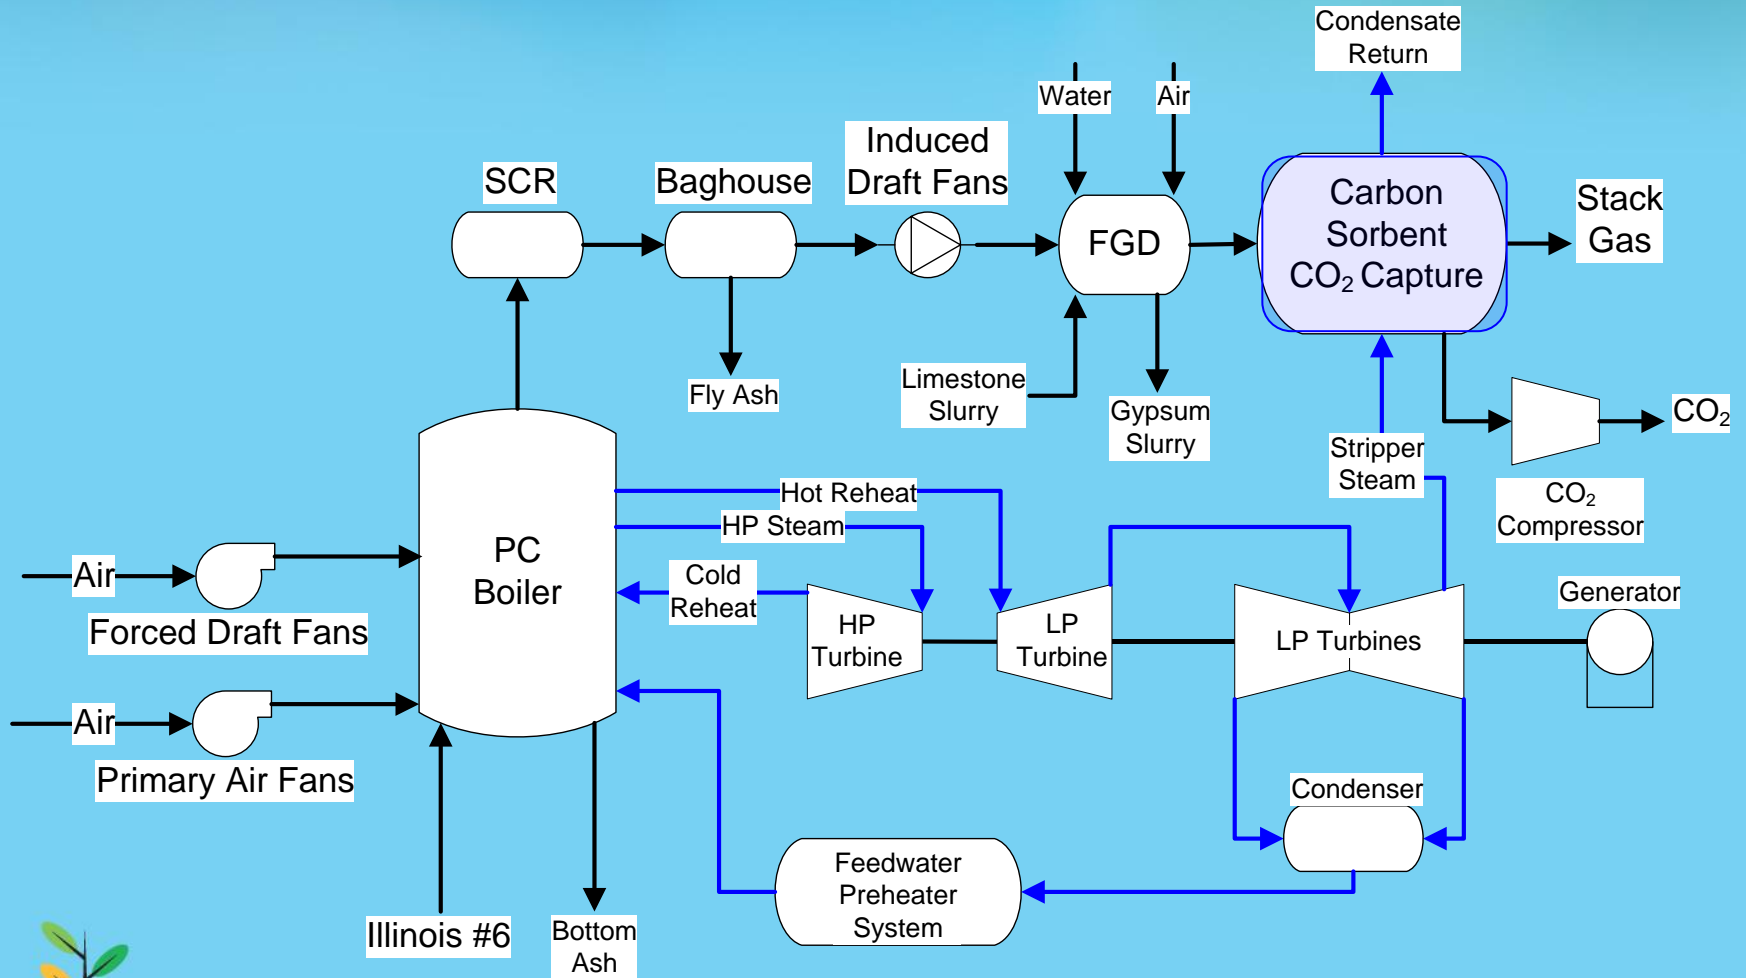 Condensate
Return
Water
Air
Induced
Draft Fans
SCR
Baghouse
FGD
Carbon
Sorbent
CO₂ Capture
Stack
Gas
Fly Ash
Limestone
Slurry
Gypsum
Slurry
Stripper
Steam
CO₂
CO₂
Compressor
Hot Reheat
HP Steam
Cold
Reheat
PC
Boiler
Air
Forced Draft Fans
HP
Turbine
LP
Turbine
LP Turbines
Generator
Air
Primary Air Fans
Condenser
Feedwater
Preheater
System
Illinois #6
Bottom
Ash